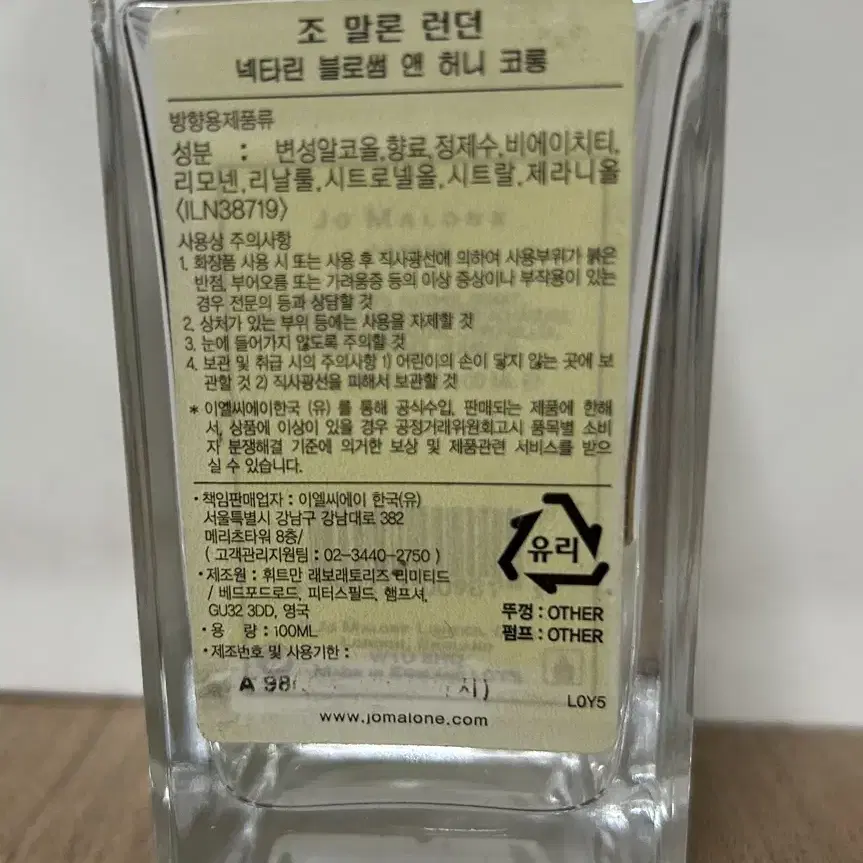 조 말론 런던
넥타린 블로썸 앤 허니 코롱
방향용제품류
성분 : 변성알코올,향료,정제수,비에이치티,
리모넨,리날룰,시트로넬올,시트랄,제라니올
〈ILN38719〉
사용상 주의사항
1. 화장품 사용 시 또는 사용 후 직사광선에 의하여 사용부위가 붉은
반점, 부어오름 또는 가려움증 등의 이상 증상이나 부작용이 있는
경우 전문의 등과 상담할 것
2. 상처가 있는 부위 등에는 사용을 자제할 것
3. 눈에 들어가지 않도록 주의할 것
4. 보관 및 취급 시의 주의사항 1) 어린이의 손이 닿지 않는 곳에 보
관할 것 2) 직사광선을 피해서 보관할 것
* 이엘씨에이한국 (유) 를 통해 공식수입, 판매되는 제품에 한해
서, 상품에 이상이 있을 경우 공정거래위원회고시 품목별 소비
자 분쟁해결 기준에 의거한 보상 및 제품관련 서비스를 받으
실 수 있습니다.
• 책임판매업자 : 이엘씨에이 한국(유)
서울특별시 강남구 강남대로 382
메리츠타워 8층/
( 고객관리지원팀 : 02-3440-2750 )
• 제조원 : 휘트만 래보래토리즈 리미티드
/ 베드포드로드, 피터스필드, 햄프셔,
GU32 3DD, 영국
• 용 량 : 100ML
• 제조번호 및 사용기한 :
유리
뚜껑 : OTHER
펌프 : OTHER
A 98
L0Y5
www.jomalone.com